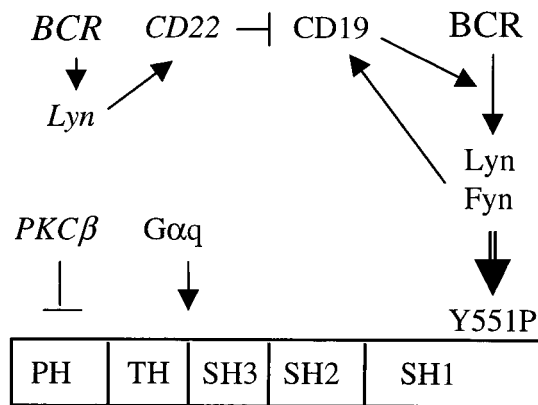 BCR CD22 CD19 BCR
Lyn
Lyn
Fyn
PKCβ Gαq
Y551P
PH TH SH3 SH2 SH1